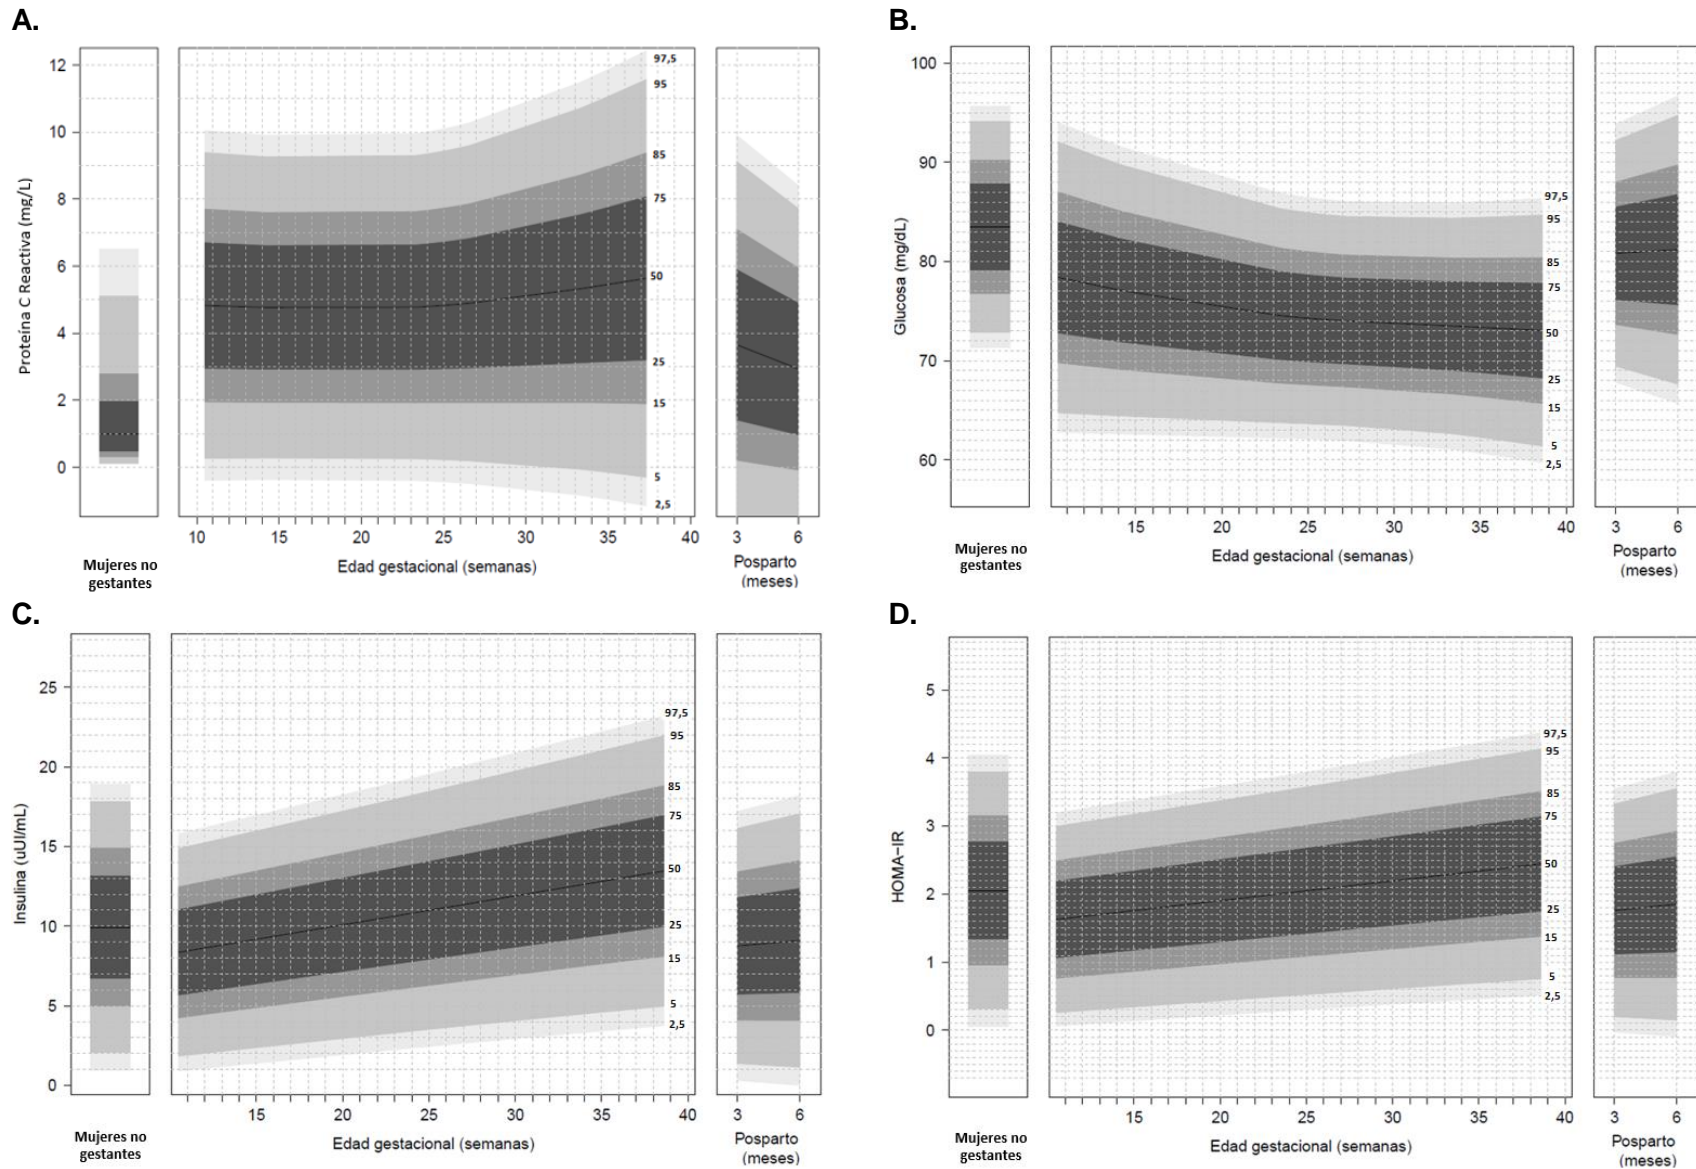 A.
Proteína C Reactiva (mg/L)
12
10
8
6
4
2
0
97,5
95
85
75
50
25
15
5
2,5
10 15 20 25 30 35 40
3 6
Mujeres no
gestantes
Edad gestacional (semanas)
Posparto
(meses)
B.
Glucosa (mg/dL)
100
90
80
70
60
97,5
95
85
75
50
25
15
5
2,5
15 20 25 30 35 40
3 6
Mujeres no
gestantes
Edad gestacional (semanas)
Posparto
(meses)
C.
Insulina (uUI/mL)
25
20
15
10
5
0
97,5
95
85
75
50
25
15
5
2,5
15 20 25 30 35 40
3 6
Mujeres no
gestantes
Edad gestacional (semanas)
Posparto
(meses)
D.
HOMA−IR
5
4
3
2
1
0
97,5
95
85
75
50
25
15
5
2,5
15 20 25 30 35 40
3 6
Mujeres no
gestantes
Edad gestacional (semanas)
Posparto
(meses)